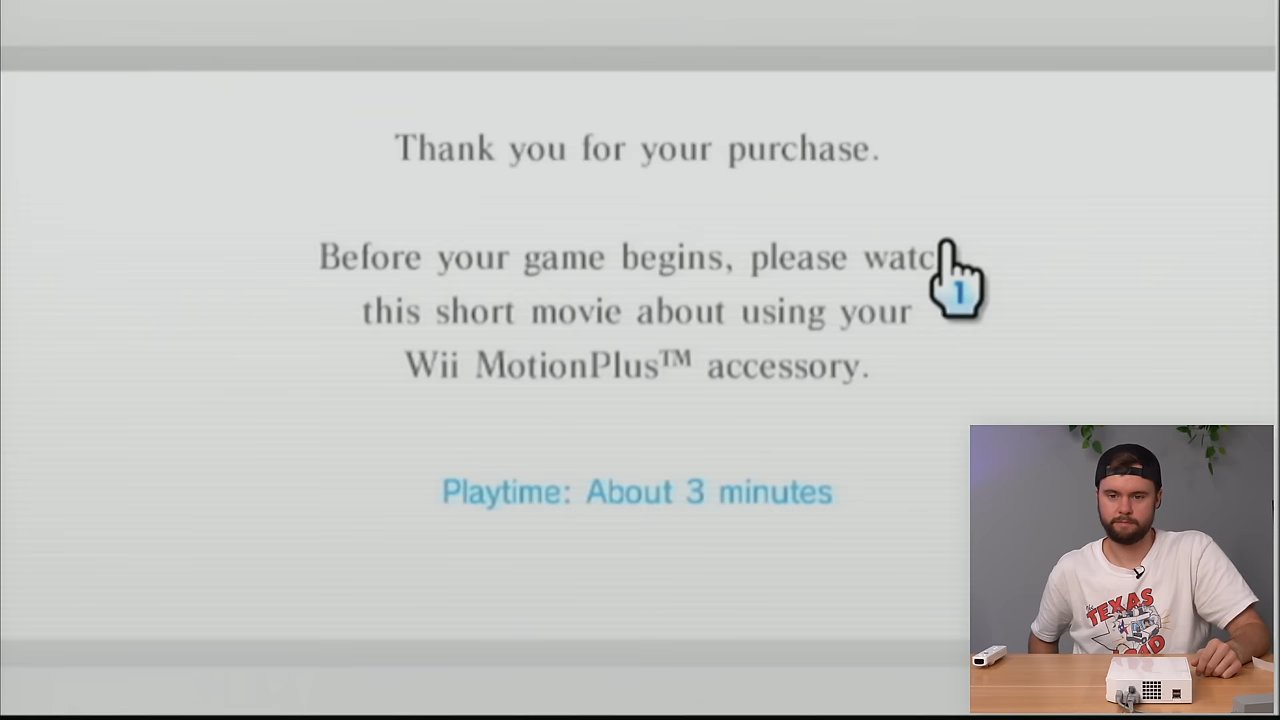 Thank you for your purchase.
Before your game begins, please watc
this short movie about using your
Wii MotionPlus™ accessory.
Playtime: About 3 minutes
1
The
TEXAS